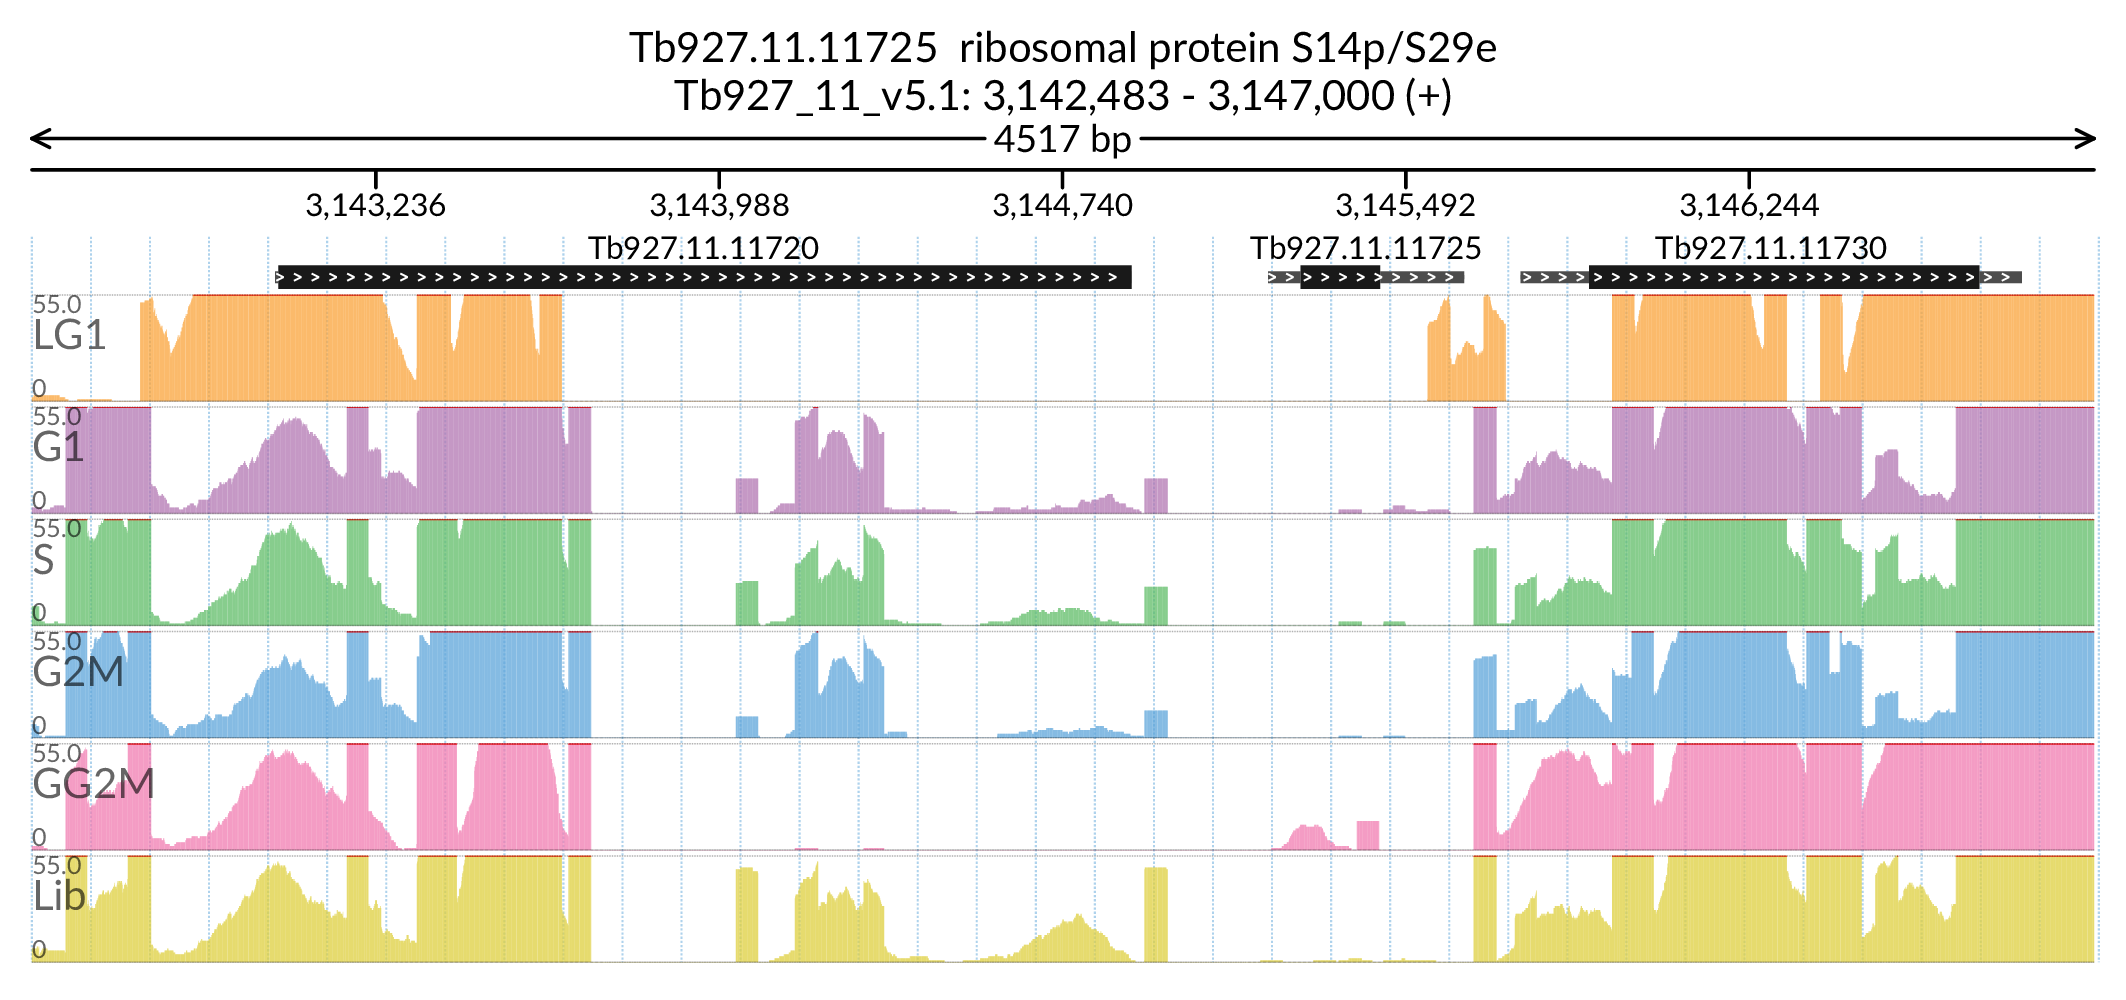 Tb927.11.11725 ribosomal protein S14p/S29e
Tb927_11_v5.1: 3,142,483 - 3,147,000 (+)
4517 bp
3,143,236 3,143,988 3,144,740 3,145,492 3,146,244
Tb927.11.11720 Tb927.11.11725 Tb927.11.11730
55.0
LG1
0
55.0
G1
0
55.0
S
0
55.0
G2M
0
55.0
GG2M
0
55.0
Lib
0